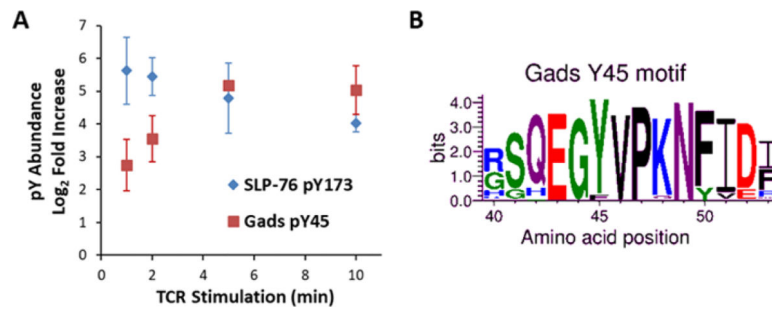 A
pY Abundance
Log2 Fold Increase
7
6
5
4
3
2
1
0
SLP-76 pY173
Gads pY45
0 2 4 6 8 10
TCR Stimulation (min)
B
Gads Y45 motif
bits
4.0
3.0
2.0
1.0
0.0
RSQEGYVPKNFIDI
40 45 50
Amino acid position